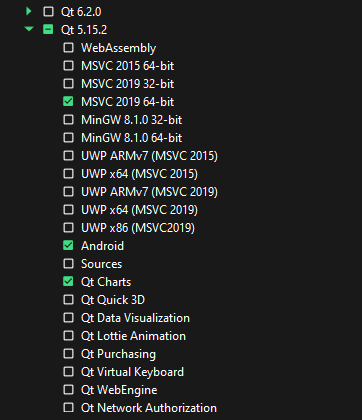 Qt 6.2.0
Qt 5.15.2
WebAssembly
MSVC 2015 64-bit
MSVC 2019 32-bit
MSVC 2019 64-bit
MinGW 8.1.0 32-bit
MinGW 8.1.0 64-bit
UWP ARMv7 (MSVC 2015)
UWP x64 (MSVC 2015)
UWP ARMv7 (MSVC 2019)
UWP x64 (MSVC 2019)
UWP x86 (MSVC2019)
Android
Sources
Qt Charts
Qt Quick 3D
Qt Data Visualization
Qt Lottie Animation
Qt Purchasing
Qt Virtual Keyboard
Qt WebEngine
Qt Network Authorization